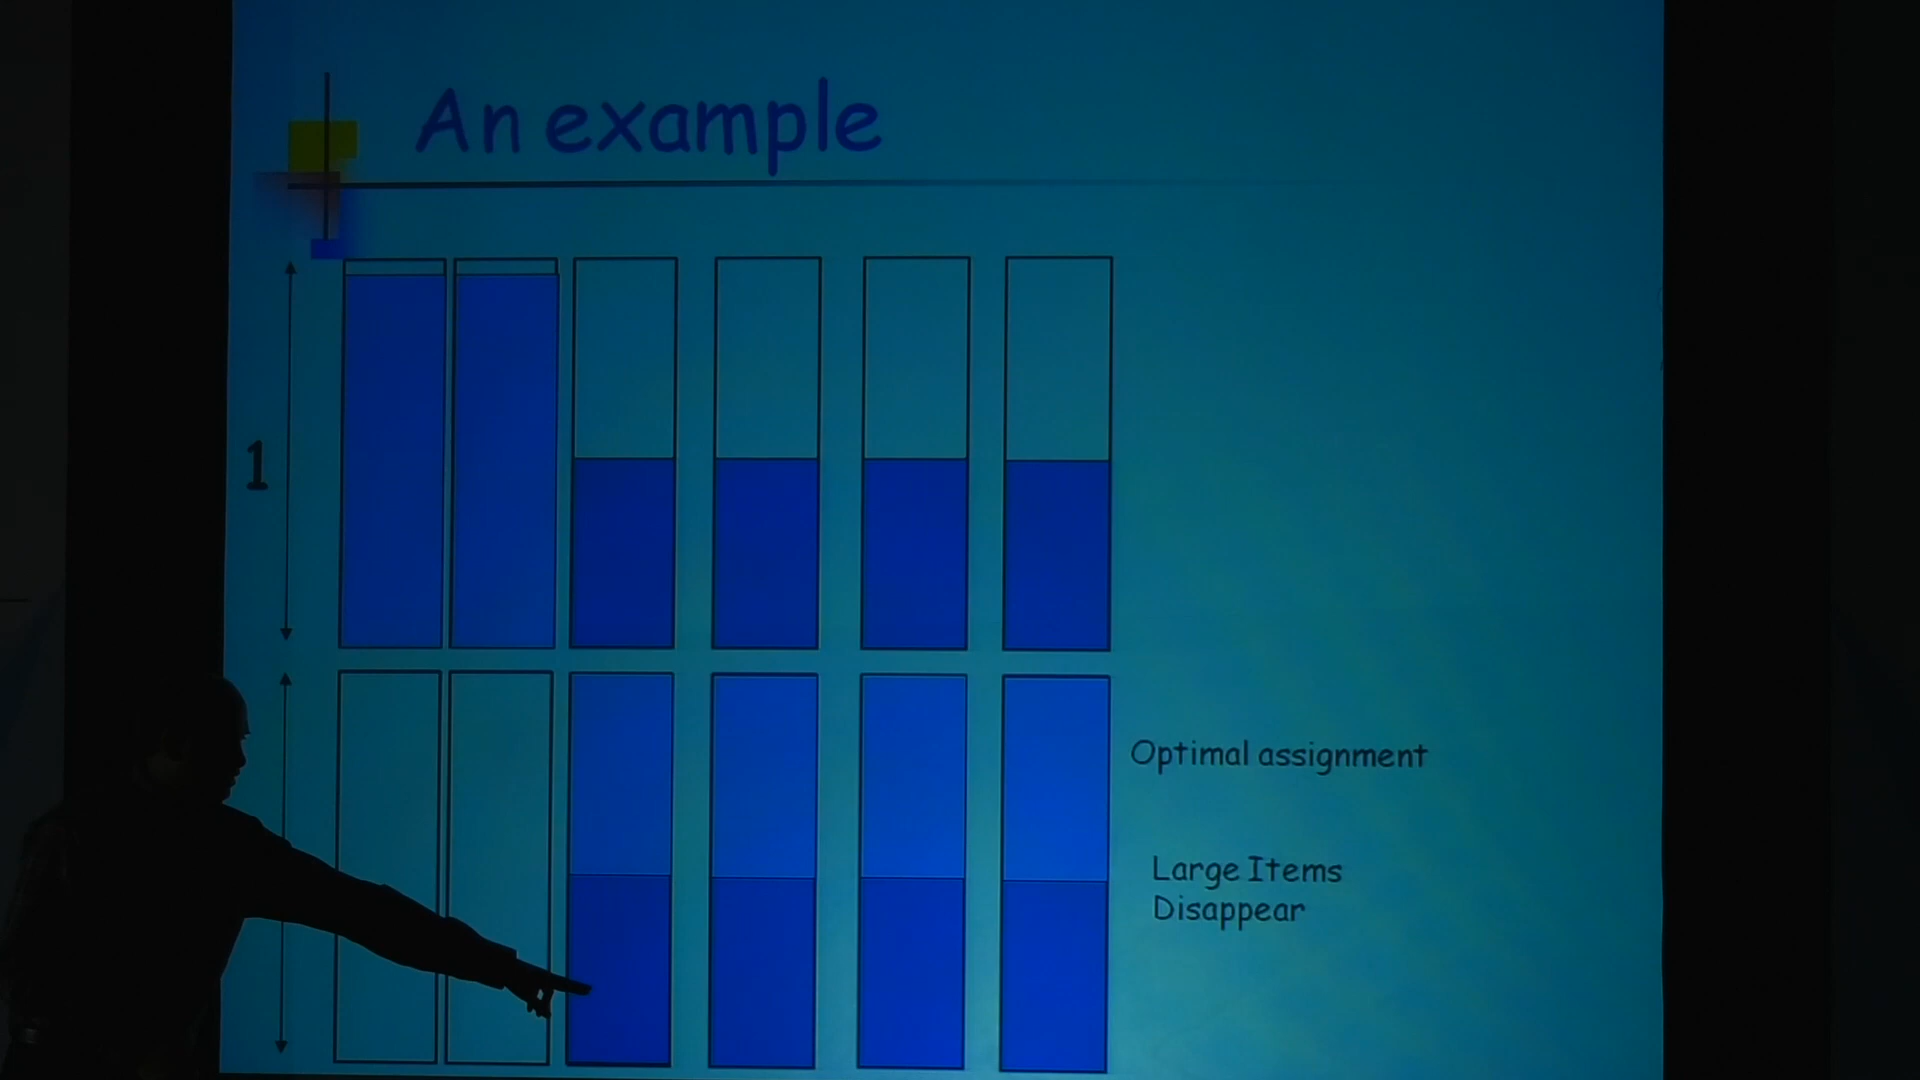 An example
1
Optimal assignment
Large Items
Disappear